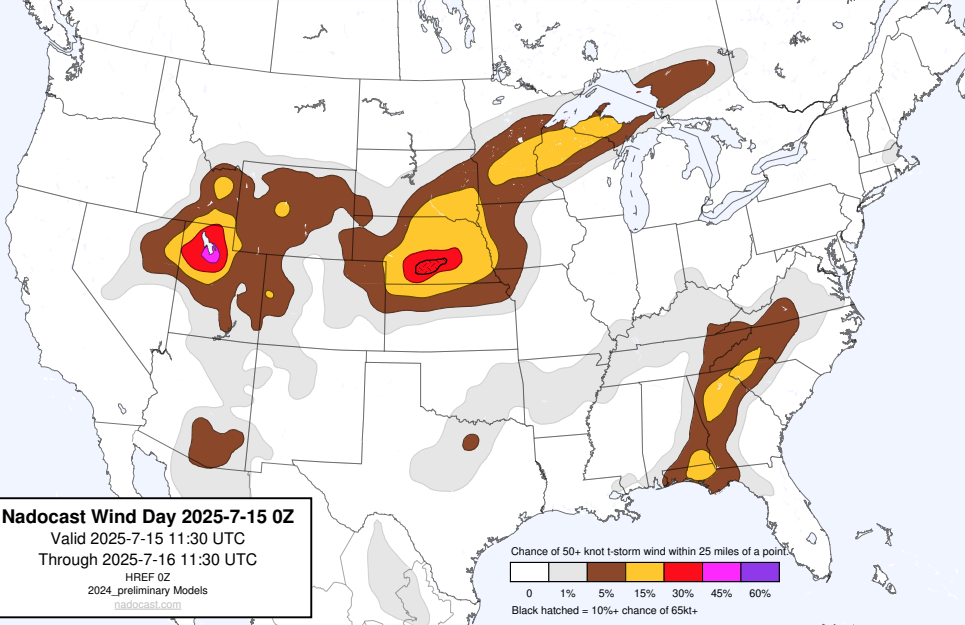 Nadocast Wind Day 2025-7-15 0Z
Valid 2025-7-15 11:30 UTC
Through 2025-7-16 11:30 UTC
HREF 0Z
2024_preliminary Models
nadocast.com
Chance of 50+ knot t-storm wind within 25 miles of a point.
0 1% 5% 15% 30% 45% 60%
Black hatched = 10%+ chance of 65kt+